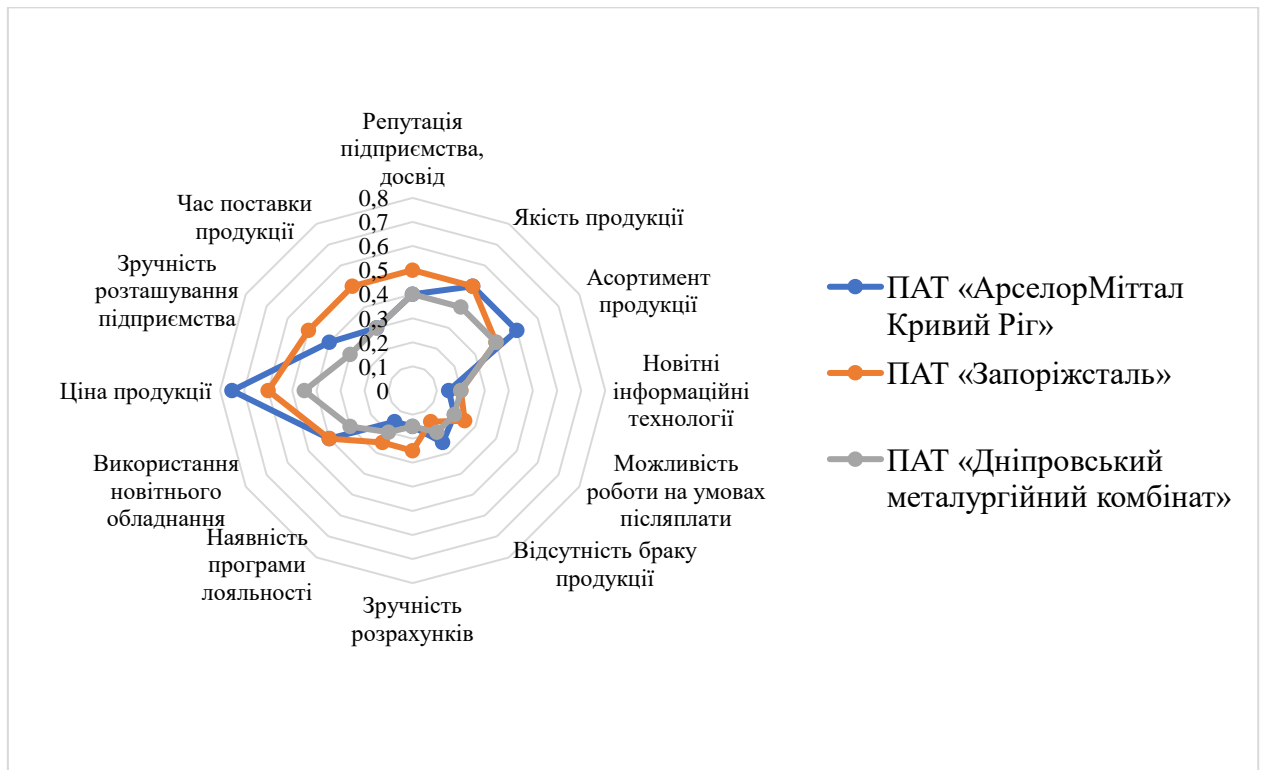 Репутація
підприємства,
досвід
Час поставки
продукції
Якість продукції
Зручність
розташування
підприємства
Асортимент
продукції
Ціна продукції
Новітні
інформаційні
технології
Використання
новітнього
обладнання
Можливість
роботи на умовах
післяплати
Наявність
програми
лояльності
Відсутність браку
продукції
Зручність
розрахунків
0,8
0,7
0,6
0,5
0,4
0,3
0,2
0,1
0
ПАТ «АрселорМіттал
Кривий Ріг»
ПАТ «Запоріжсталь»
ПАТ «Дніпровський
металургійний комбінат»